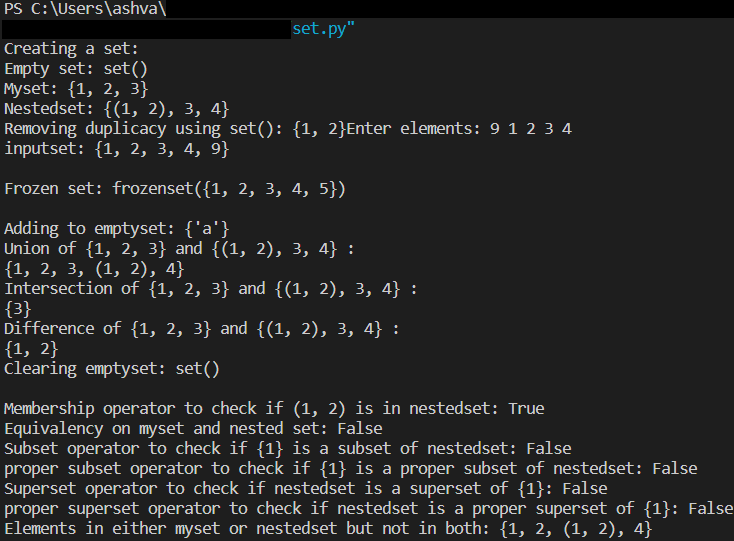 PS C:\Users\ashva\
set.py"
Creating a set:
Empty set: set()
Myset: {1, 2, 3}
Nestedset: {(1, 2), 3, 4}
Removing duplicacy using set(): {1, 2}Enter elements: 9 1 2 3 4
inputset: {1, 2, 3, 4, 9}
Frozen set: frozenset({1, 2, 3, 4, 5})
Adding to emptyset: {'a'}
Union of {1, 2, 3} and {(1, 2), 3, 4} :
{1, 2, 3, (1, 2), 4}
Intersection of {1, 2, 3} and {(1, 2), 3, 4} :
{3}
Difference of {1, 2, 3} and {(1, 2), 3, 4} :
{1, 2}
Clearing emptyset: set()
Membership operator to check if (1, 2) is in nestedset: True
Equivalency on myset and nested set: False
Subset operator to check if {1} is a subset of nestedset: False
proper subset operator to check if {1} is a proper subset of nestedset: False
Superset operator to check if nestedset is a superset of {1}: False
proper superset operator to check if nestedset is a proper superset of {1}: False
Elements in either myset or nestedset but not in both: {1, 2, (1, 2), 4}